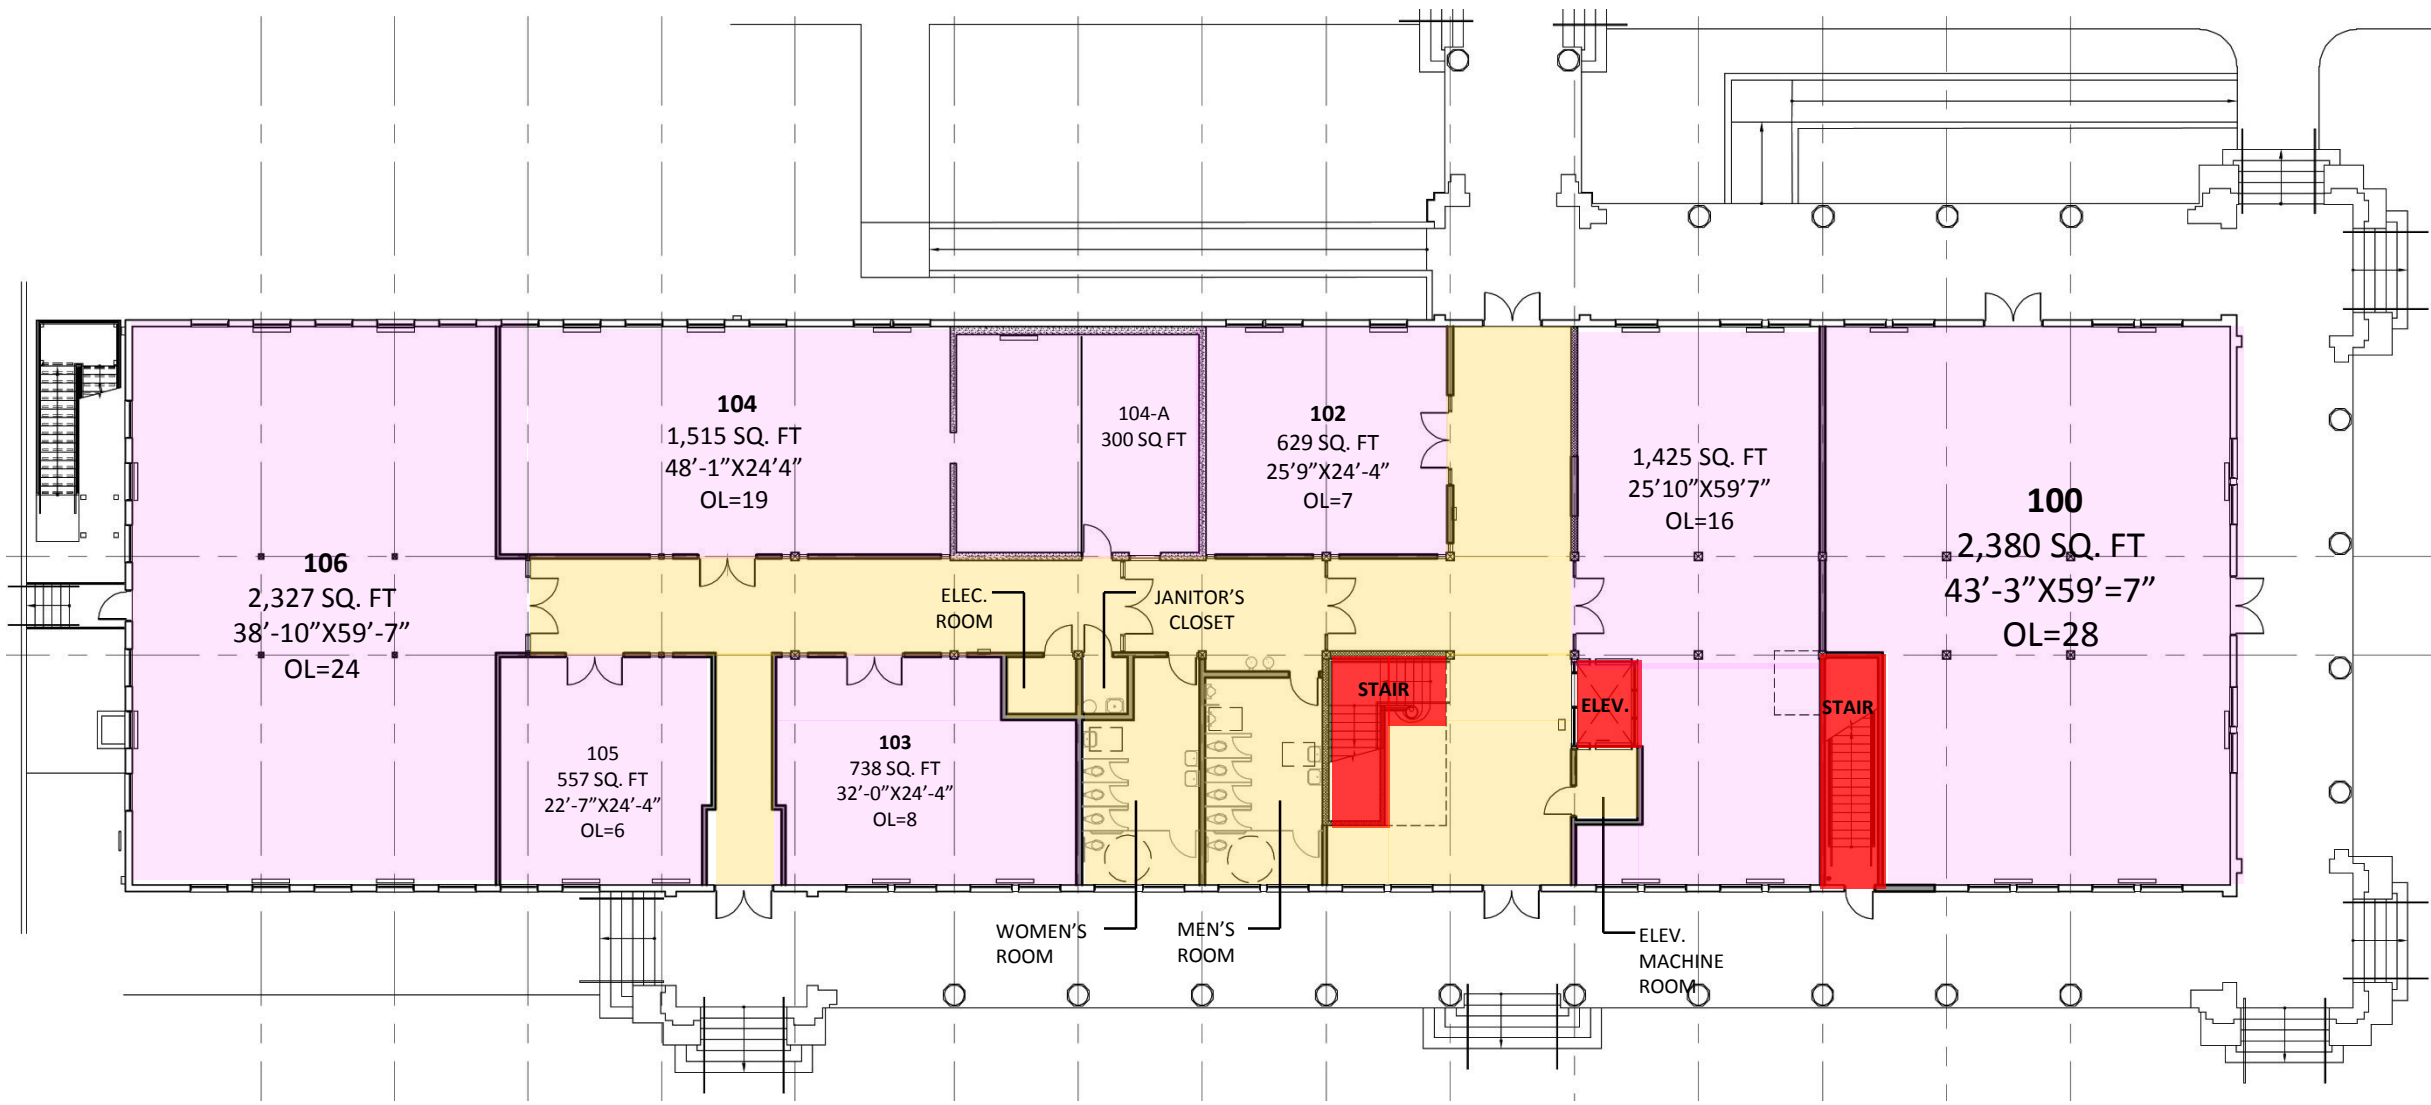 104
1,515 SQ. FT
48’-1”X24’4”
OL=19
104-A
300 SQ FT
102
629 SQ. FT
25’9”X24’-4”
OL=7
1,425 SQ. FT
25’10”X59’7”
OL=16
100
2,380 SQ. FT
43’-3”X59’=7”
OL=28
106
2,327 SQ. FT
38’-10”X59’-7”
OL=24
ELEC.
ROOM
JANITOR’S
CLOSET
STAIR
ELEV.
STAIR
105
557 SQ. FT
22’-7”X24’-4”
OL=6
103
738 SQ. FT
32’-0”X24’-4”
OL=8
WOMEN’S
ROOM
MEN’S
ROOM
ELEV.
MACHINE
ROOM